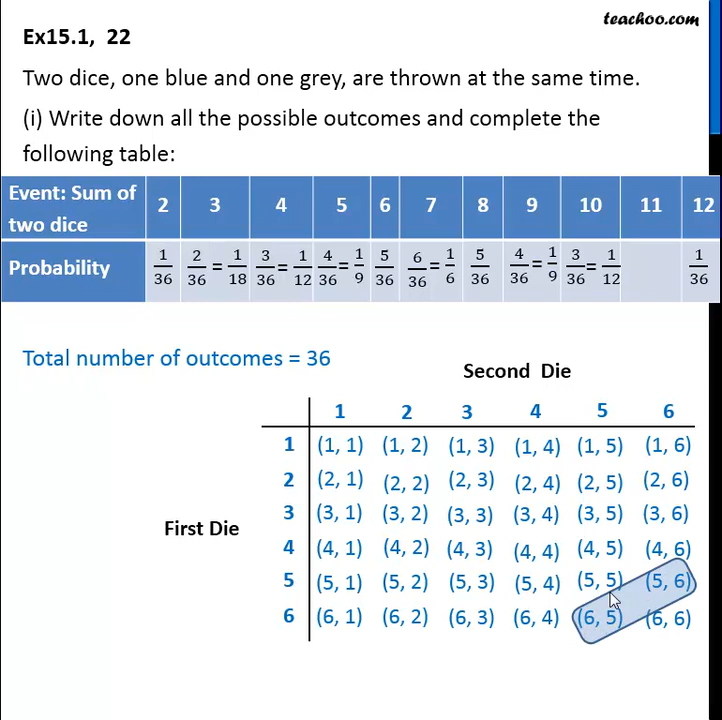 teachoo.com
Ex15.1, 22
Two dice, one blue and one grey, are thrown at the same time.
(i) Write down all the possible outcomes and complete the
following table:
Event: Sum of two dice 2 3 4 5 6 7 8 9 10 11 12
Probability 1/36 2/36 = 1/18 3/36 = 1/12 4/36 = 1/9 5/36 6/36 = 1/6 5/36 4/36 = 1/9 3/36 = 1/12 1/36
Total number of outcomes = 36
Second Die
1 2 3 4 5 6
1 (1, 1) (1, 2) (1, 3) (1, 4) (1, 5) (1, 6)
2 (2, 1) (2, 2) (2, 3) (2, 4) (2, 5) (2, 6)
3 (3, 1) (3, 2) (3, 3) (3, 4) (3, 5) (3, 6)
First Die
4 (4, 1) (4, 2) (4, 3) (4, 4) (4, 5) (4, 6)
5 (5, 1) (5, 2) (5, 3) (5, 4) (5, 5) (5, 6)
6 (6, 1) (6, 2) (6, 3) (6, 4) (6, 5) (6, 6)